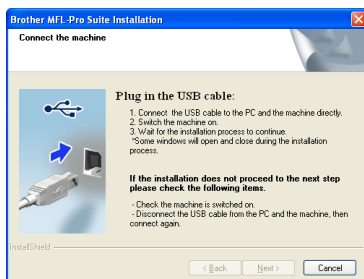 Brother MFL-Pro Suite Installation
Connect the machine
Plug in the USB cable:
1. Connect the USB cable to the PC and the machine directly.
2. Switch the machine on.
3. Wait for the installation process to continue.
*Some windows will open and close during the installation
process.
If the installation does not proceed to the next step
please check the following items.
- Check the machine is switched on.
- Disconnect the USB cable from the PC and the machine, then
connect again.
InstallShield
< Back
Next >
Cancel